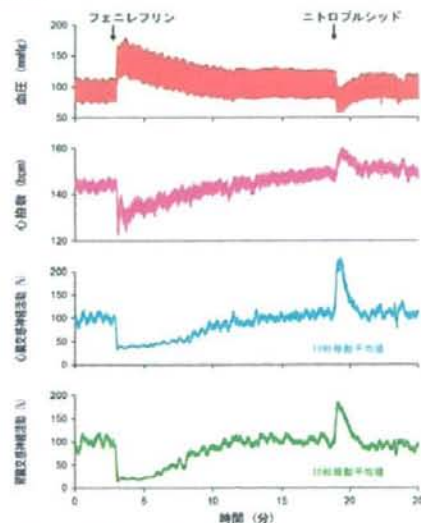 フェニレフリン
ニトロプルシッド
血圧 (mmHg)
200
150
100
50
心拍数 (bpm)
160
140
120
心臓交感神経活動 (%)
200
150
100
50
0
11秒移動平均値
腎臓交感神経活動 (%)
200
150
100
50
0
11秒移動平均値
0
5
10
15
20
25
時間 (分)